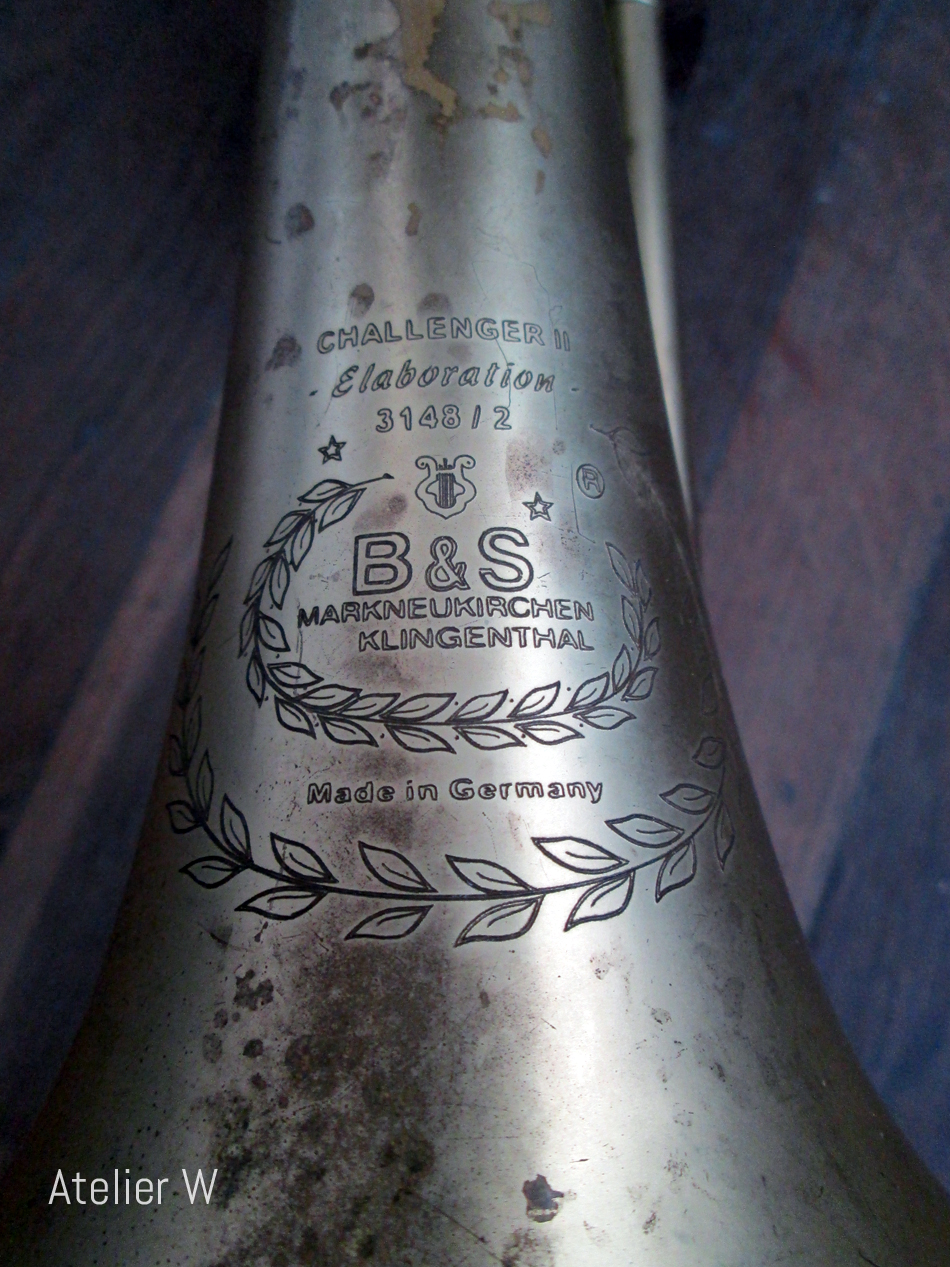 CHALLENGER II
Elaboration
3148/2
®
B&S
MARKNEUKIRCHEN
KLINGENTHAL
Made in Germany
Atelier W